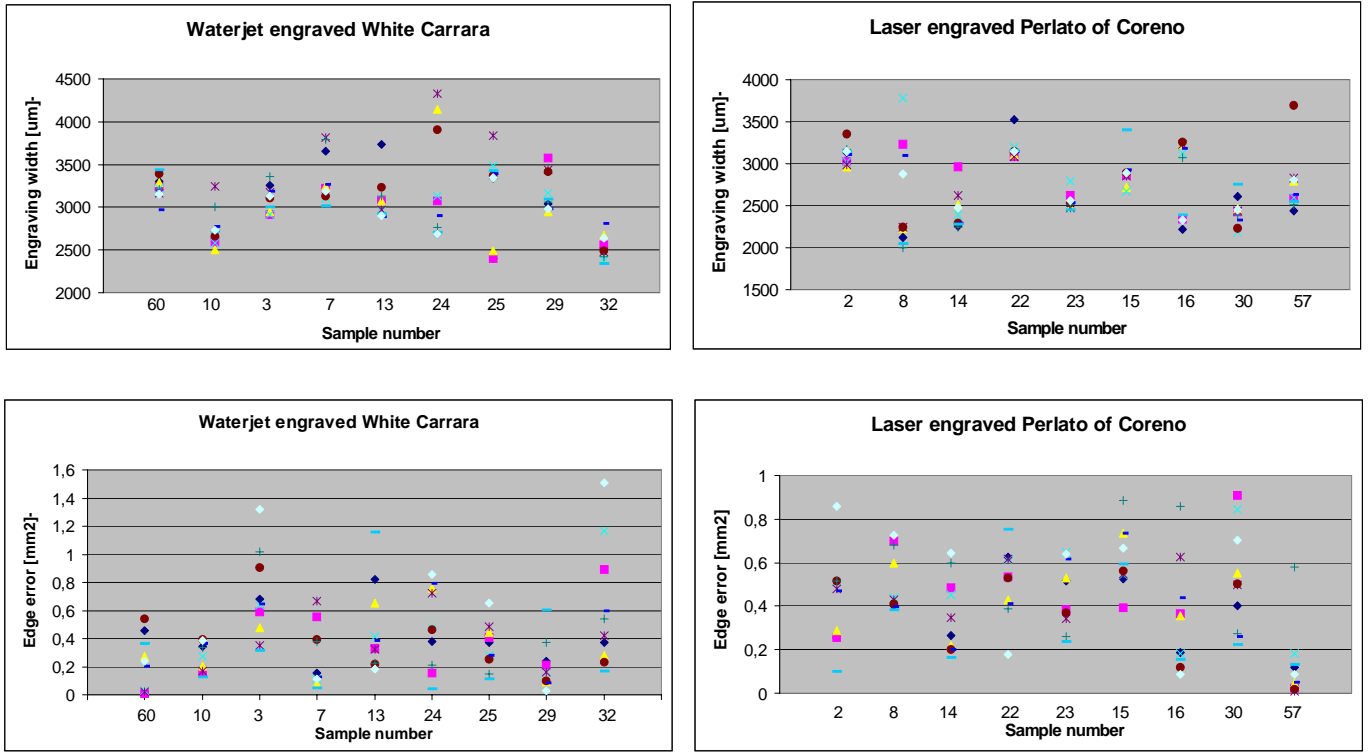 Waterjet engraved White Carrara
Engraving width [um]-
4500
4000
3500
3000
2500
2000
60 10 3 7 13 24 25 29 32
Sample number
Laser engraved Perlato of Coreno
Engraving width [um]-
4000
3500
3000
2500
2000
1500
2 8 14 22 23 15 16 30 57
Sample number
Waterjet engraved White Carrara
Edge error [mm2]-
1,6
1,4
1,2
1
0,8
0,6
0,4
0,2
0
60 10 3 7 13 24 25 29 32
Sample number
Laser engraved Perlato of Coreno
Edge error [mm2]
1
0,8
0,6
0,4
0,2
0
2 8 14 22 23 15 16 30 57
Sample number